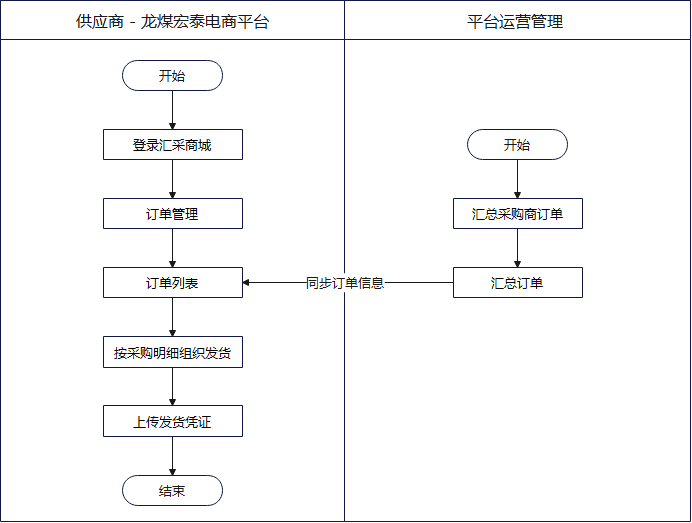 供应商 - 龙煤宏泰电商平台
平台运营管理
开始
登录汇采商城
订单管理
订单列表
按采购明细组织发货
上传发货凭证
结束
同步订单信息
开始
汇总采购商订单
汇总订单